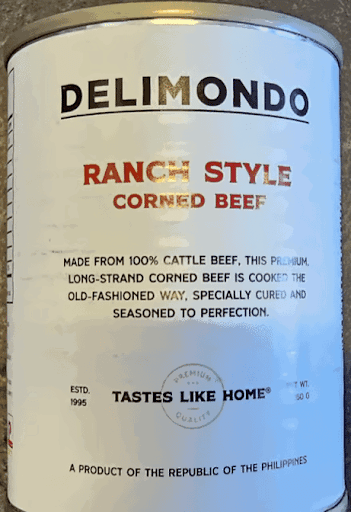 DELIMONDO
RANCH STYLE
CORNED BEEF
MADE FROM 100% CATTLE BEEF, THIS PREMIUM,
LONG-STRAND CORNED BEEF IS COOKED THE
OLD-FASHIONED WAY, SPECIALLY CURED AND
SEASONED TO PERFECTION.
PREMIUM
ESTD.
1995
TASTES LIKE HOME®
WT.
QUALITY
A PRODUCT OF THE REPUBLIC OF THE PHILIPPINES